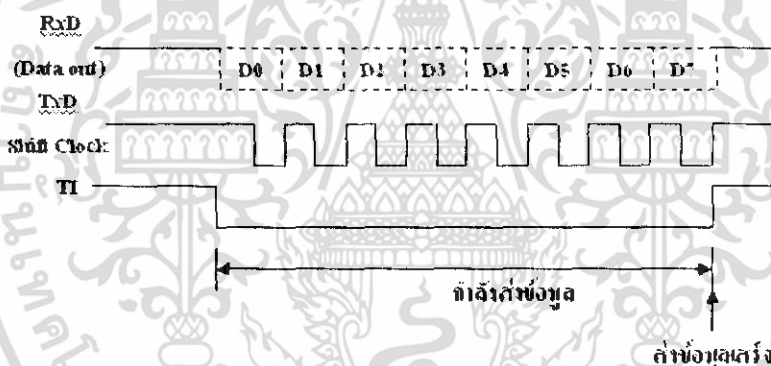 RxD
(Data out)
D0 D1 D2 D3 D4 D5 D6 D7
TxD
Shift Clock
TI
กำลังส่งข้อมูล
ส่งข้อมูลเสร็จ